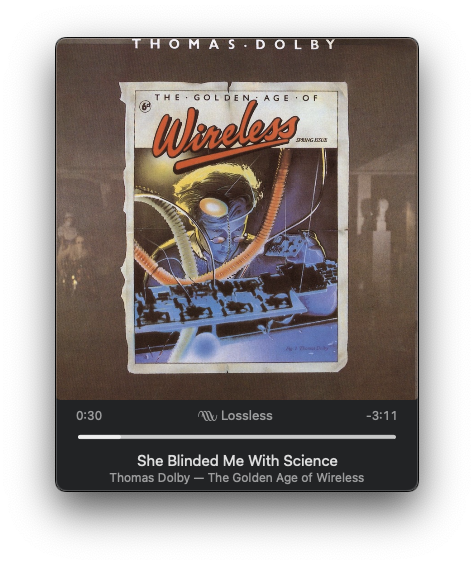 THOMAS·DOLBY
6d
THE·GOLDEN·AGE·OF
Wireless
SPRING ISSUE
0:30
Lossless
-3:11
She Blinded Me With Science
Thomas Dolby — The Golden Age of Wireless